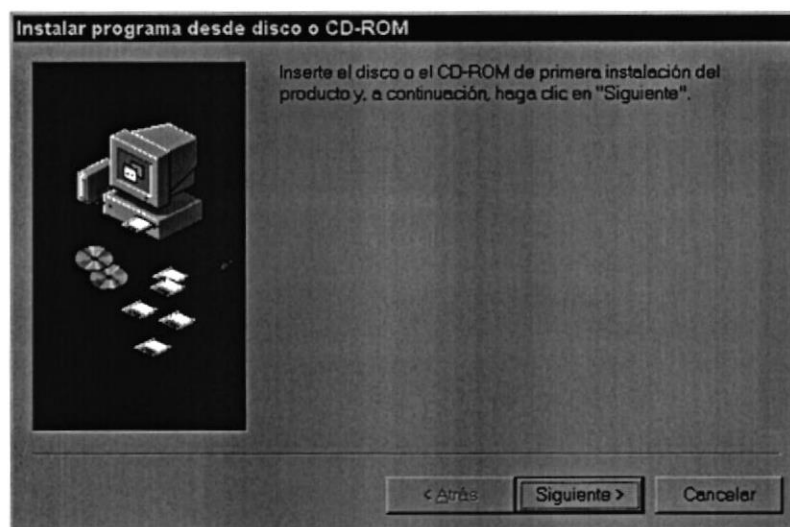 Instalar programa desde disco o CD-ROM
Inserte el disco o el CD-ROM de primera instalación del
producto y, a continuación, haga clic en "Siguiente".
< Atrás
Siguiente >
Cancelar